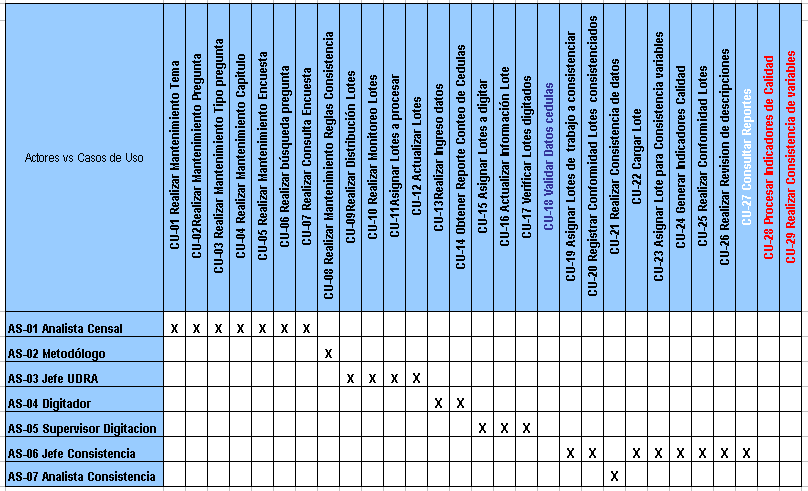 Actores vs Casos de Uso
CU-01 Realizar Mantenimiento Tema
CU-02Realizar Mantenimiento Pregunta
CU-03 Realizar Mantenimiento Tipo pregunta
CU-04 Realizar Mantenimiento Capitulo
CU-05 Realizar Mantenimiento Encuesta
CU-06 Realizar búsqueda pregunta
CU-07 Realizar Consulta Encuesta
CU-08 Realizar Mantenimiento Reglas Consistencia
CU-09Realizar Distribución Lotes
CU-10 Realizar Monitoreo Lotes
CU-11Asignar Lotes a procesar
CU-12 Actualizar Lotes
CU-13Realizar Ingreso datos
CU-14 Obtener Reporte Conteo de Cedulas
CU-15 Asignar Lotes a digitar
CU-16 Actualizar Información Lote
CU-17 Verificar Lotes digitados
CU-18 Validar Datos cedulas
CU-19 Asignar Lotes de trabajo a consistenciar
CU-20 Registrar Conformidad Lotes consistenciados
CU-21 Realizar Consistencia de datos
CU-22 Cargar Lote
CU-23 Asignar Lote para Consistencia variables
CU-24 Generar Indicadores Calidad
CU-25 Realizar Conformidad Lotes
CU-26 Realizar Revision de descripciones
CU-27 Consultar Reportes
CU-28 Procesar Indicadores de Calidad
CU-29 Realizar Consistencia de variables
AS-01 Analista Censal X X X X X X X
AS-02 Metodólogo X
AS-03 Jefe UDRA X X X X
AS-04 Digitador X X
AS-05 Supervisor Digitacion X X X
AS-06 Jefe Consistencia X X X X X X X X
AS-07 Analista Consistencia X